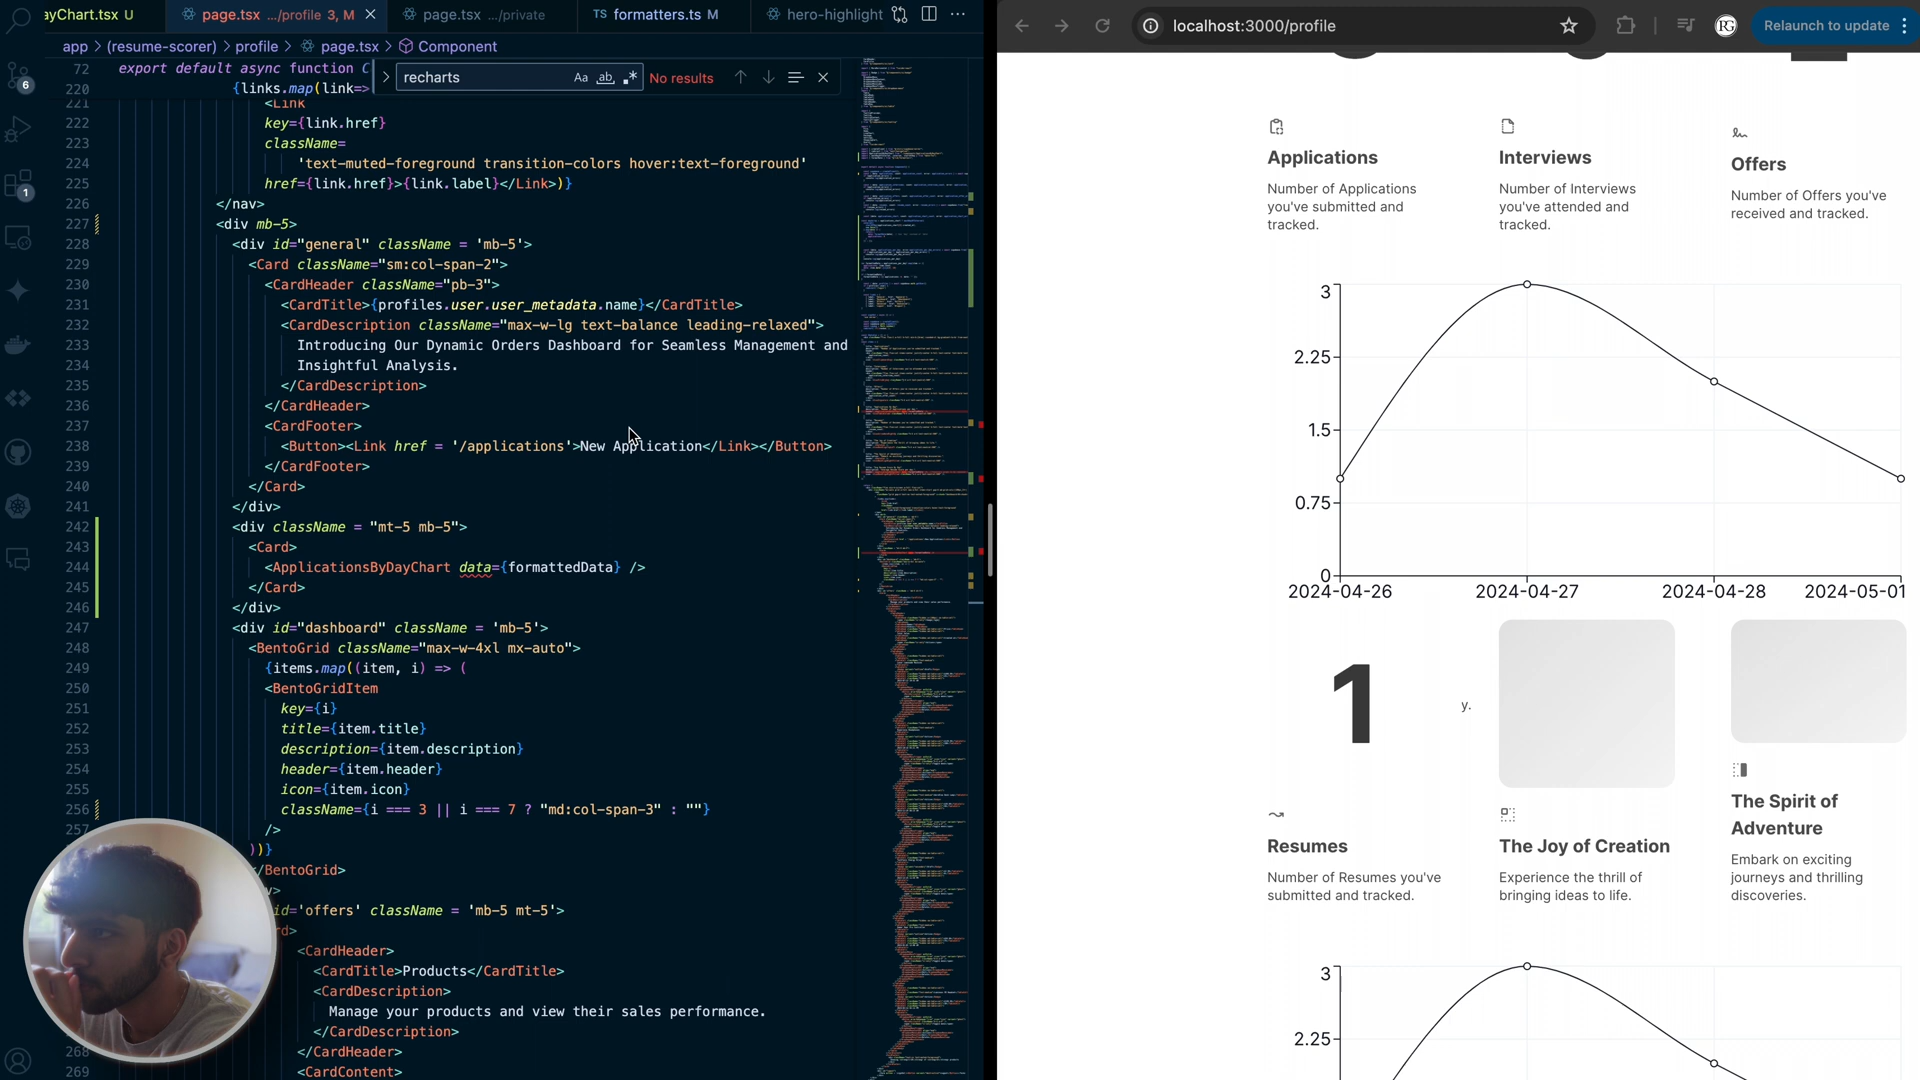 ayChart.tsx U
page.tsx .../profile 3, M
page.tsx .../private
TS formatters.ts M
hero-highlight
app > (resume-scorer) > profile > page.tsx > Component
recharts
Aa ab .* No results
72 export default async function C
220 {links.map(link=>
221 <Link
222 key={link.href}
223 className=
224 'text-muted-foreground transition-colors hover:text-foreground'
225 href={link.href}>{link.label}</Link>)}
226 </nav>
227 <div mb-5>
228 <div id="general" className = 'mb-5'>
229 <Card className="sm:col-span-2">
230 <CardHeader className="pb-3">
231 <CardTitle>{profiles.user.user_metadata.name}</CardTitle>
232 <CardDescription className="max-w-lg text-balance leading-relaxed">
233 Introducing Our Dynamic Orders Dashboard for Seamless Management and
234 Insightful Analysis.
235 </CardDescription>
236 </CardHeader>
237 <CardFooter>
238 <Button><Link href = '/applications'>New Application</Link></Button>
239 </CardFooter>
240 </Card>
241 </div>
242 <div className = "mt-5 mb-5">
243 <Card>
244 <ApplicationsByDayChart data={formattedData} />
245 </Card>
246 </div>
247 <div id="dashboard" className = 'mb-5'>
248 <BentoGrid className="max-w-4xl mx-auto">
249 {items.map((item, i) => (
250 <BentoGridItem
251 key={i}
252 title={item.title}
253 description={item.description}
254 header={item.header}
255 icon={item.icon}
256 className={i === 3 || i === 7 ? "md:col-span-3" : ""}
257 />
))}
/BentoGrid>
v>
id='offers' className = 'mb-5 mt-5'>
rd>
<CardHeader>
<CardTitle>Products</CardTitle>
<CardDescription>
Manage your products and view their sales performance.
</CardDescription>
268 </CardHeader>
269 <CardContent>
6
1
localhost:3000/profile
RG
Relaunch to update
Applications
Number of Applications
you've submitted and
tracked.
Interviews
Number of Interviews
you've attended and
tracked.
Offers
Number of Offers you've
received and tracked.
3
2.25
1.5
0.75
0
2024-04-26
2024-04-27
2024-04-28
2024-05-01
1
y.
Resumes
Number of Resumes you've
submitted and tracked.
The Joy of Creation
Experience the thrill of
bringing ideas to life.
The Spirit of
Adventure
Embark on exciting
journeys and thrilling
discoveries.
3
2.25